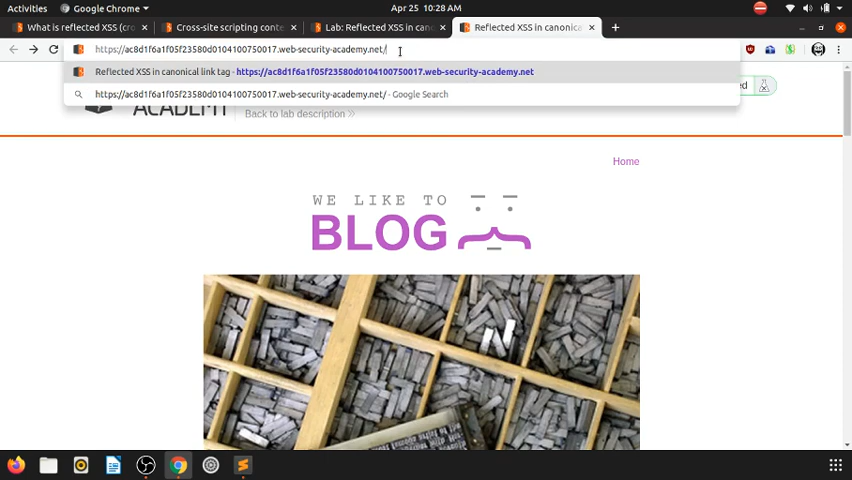 Activities Google Chrome Apr 25 10:28 AM
What is reflected XSS (cro Cross-site scripting conte Lab: Reflected XSS in cano Reflected XSS in canonica
https://ac8d1f6a1f05f23580d0104100750017.web-security-academy.net/
Reflected XSS in canonical link tag - https://ac8d1f6a1f05f23580d0104100750017.web-security-academy.net
https://ac8d1f6a1f05f23580d0104100750017.web-security-academy.net/ - Google Search
ed
ACADEMY Back to lab description
Home
WE LIKE TO
BLOG